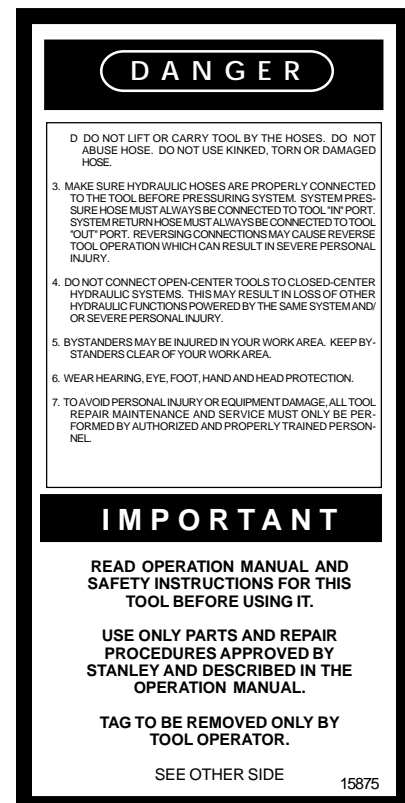 DANGER
D DO NOT LIFT OR CARRY TOOL BY THE HOSES. DO NOT
ABUSE HOSE. DO NOT USE KINKED, TORN OR DAMAGED
HOSE.
3. MAKE SURE HYDRAULIC HOSES ARE PROPERLY CONNECTED
TO THE TOOL BEFORE PRESSURING SYSTEM. SYSTEM PRES-
SURE HOSE MUST ALWAYS BE CONNECTED TO TOOL "IN" PORT.
SYSTEM RETURN HOSE MUST ALWAYS BE CONNECTED TO TOOL
"OUT" PORT. REVERSING CONNECTIONS MAY CAUSE REVERSE
TOOL OPERATION WHICH CAN RESULT IN SEVERE PERSONAL
INJURY.
4. DO NOT CONNECT OPEN-CENTER TOOLS TO CLOSED-CENTER
HYDRAULIC SYSTEMS. THIS MAY RESULT IN LOSS OF OTHER
HYDRAULIC FUNCTIONS POWERED BY THE SAME SYSTEM AND/
OR SEVERE PERSONAL INJURY.
5. BYSTANDERS MAY BE INJURED IN YOUR WORK AREA. KEEP BY-
STANDERS CLEAR OF YOUR WORK AREA.
6. WEAR HEARING, EYE, FOOT, HAND AND HEAD PROTECTION.
7. TO AVOID PERSONAL INJURY OR EQUIPMENT DAMAGE, ALL TOOL
REPAIR MAINTENANCE AND SERVICE MUST ONLY BE PER-
FORMED BY AUTHORIZED AND PROPERLY TRAINED PERSON-
NEL.
IMPORTANT
READ OPERATION MANUAL AND
SAFETY INSTRUCTIONS FOR THIS
TOOL BEFORE USING IT.
USE ONLY PARTS AND REPAIR
PROCEDURES APPROVED BY
STANLEY AND DESCRIBED IN THE
OPERATION MANUAL.
TAG TO BE REMOVED ONLY BY
TOOL OPERATOR.
SEE OTHER SIDE
15875